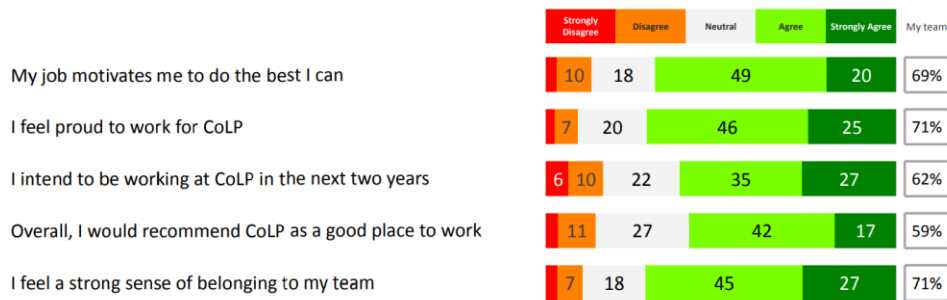 Strongly Disagree Disagree Neutral Agree Strongly Agree My team
My job motivates me to do the best I can 10 18 49 20 69%
I feel proud to work for CoLP 7 20 46 25 71%
I intend to be working at CoLP in the next two years 6 10 22 35 27 62%
Overall, I would recommend CoLP as a good place to work 11 27 42 17 59%
I feel a strong sense of belonging to my team 7 18 45 27 71%